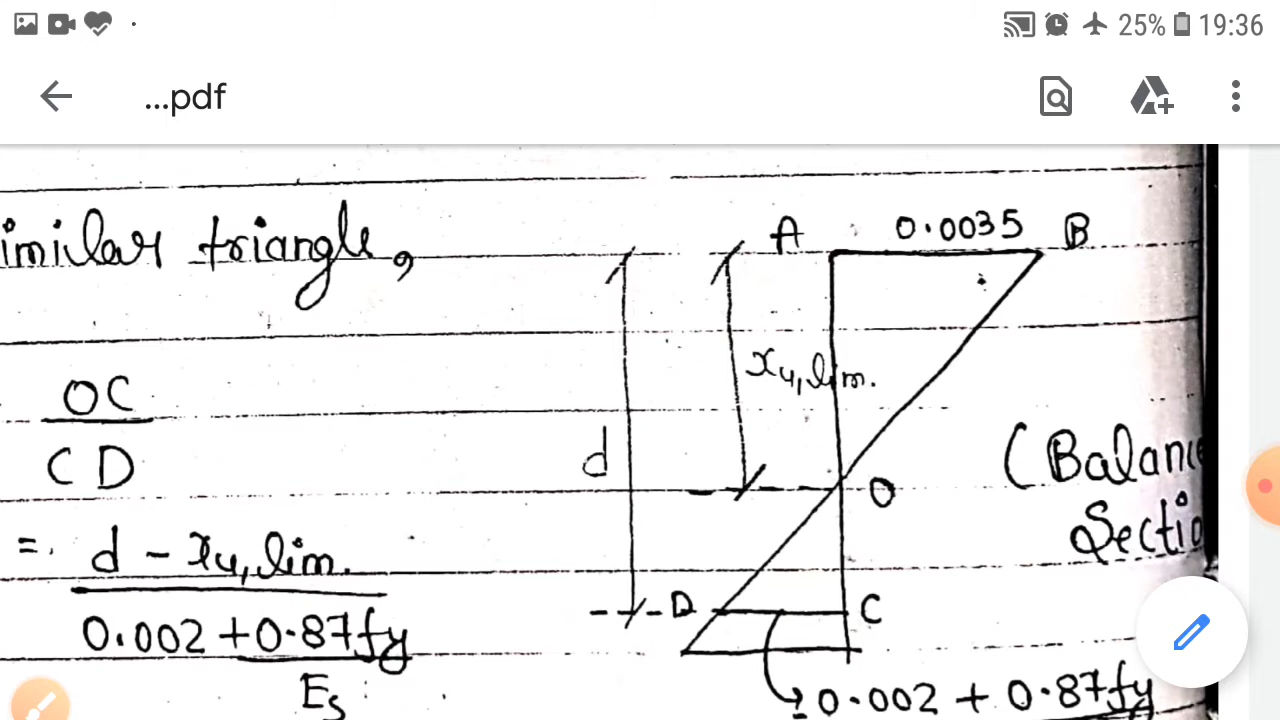 25% 19:36
...pdf
imilar triangle,
A 0.0035 B
xu,lim.
OC
CD
d
O
(Balance
Sectio
= d - xu,lim.
0.002 + 0.87fy
Es
D C
0.002 + 0.87fy